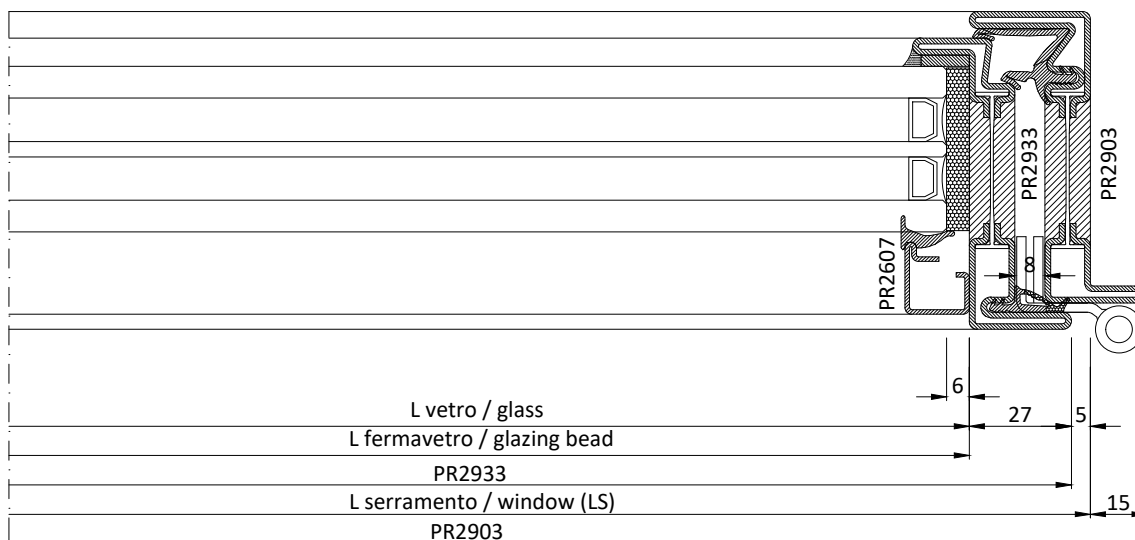 PR2933
PR2903
PR2607
8
6
L vetro / glass
27
5
L fermavetro / glazing bead
PR2933
L serramento / window (LS)
15
PR2903